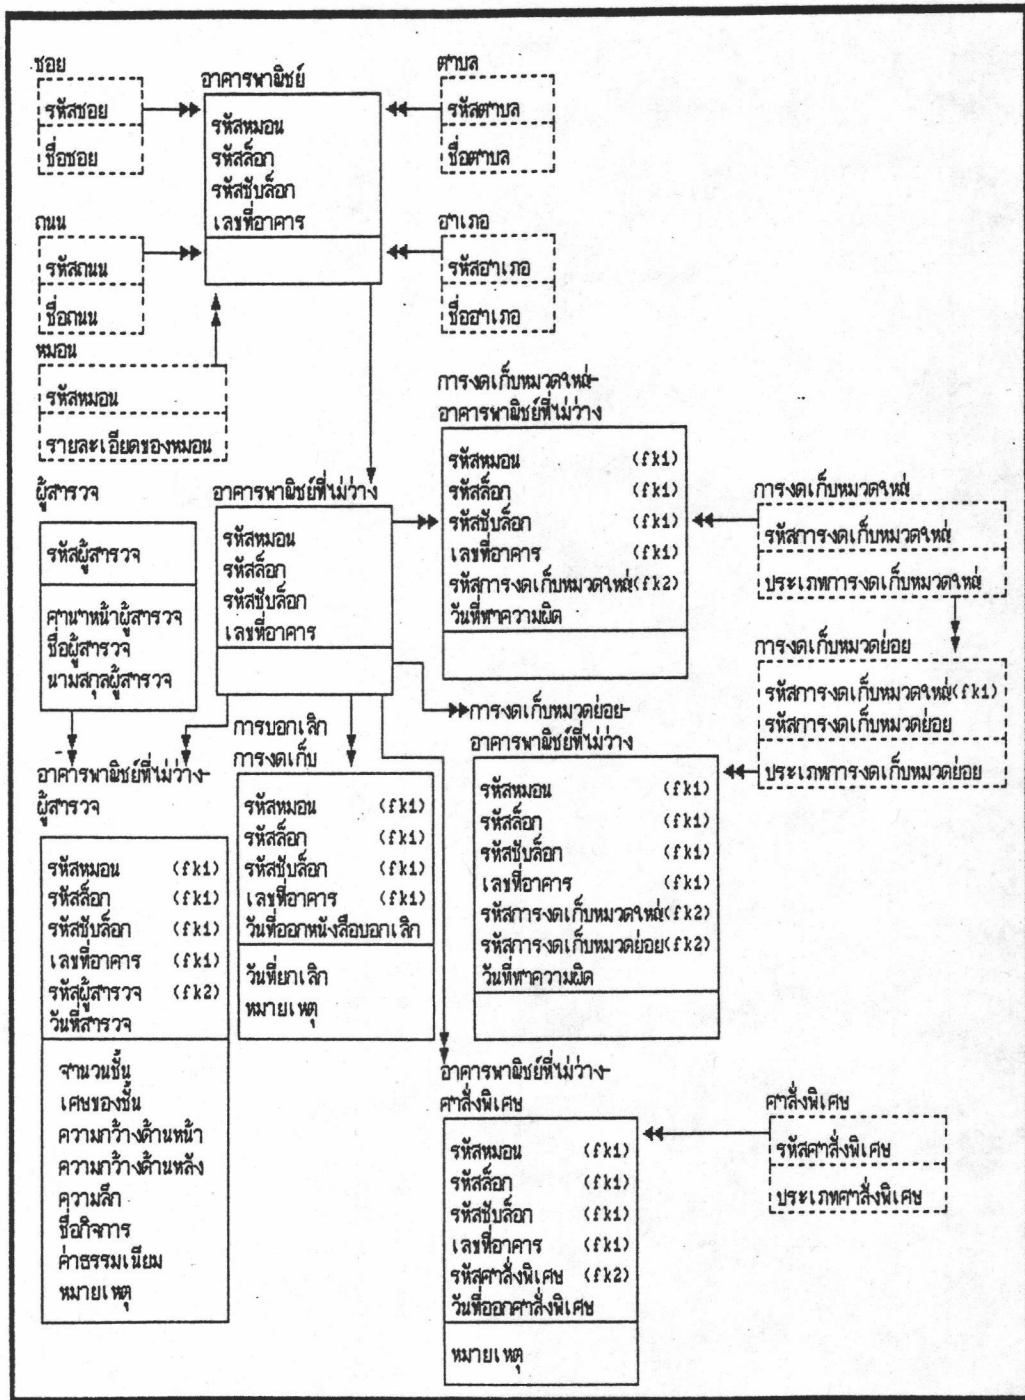 ซอย
รหัสซอย
ชื่อซอย
อาคารพาณิชย์
รหัสหมอน
รหัสล็อก
รหัสซับล็อก
เลขที่อาคาร
ตำบล
รหัสตำบล
ชื่อตำบล
ถนน
รหัสถนน
ชื่อถนน
อำเภอ
รหัสอำเภอ
ชื่ออำเภอ
หมอน
รหัสหมอน
รายละเอียดของหมอน
การงดเก็บหมวดใหญ่-
อาคารพาณิชย์ที่ไม่ว่าง
รหัสหมอน (fk1)
รหัสล็อก (fk1)
รหัสซับล็อก (fk1)
เลขที่อาคาร (fk1)
รหัสการงดเก็บหมวดใหญ่(fk2)
วันที่ทำความผิด
การงดเก็บหมวดใหญ่
รหัสการงดเก็บหมวดใหญ่
ประเภทการงดเก็บหมวดใหญ่
ผู้สำรวจ
รหัสผู้สำรวจ
คำนำหน้าผู้สำรวจ
ชื่อผู้สำรวจ
นามสกุลผู้สำรวจ
อาคารพาณิชย์ที่ไม่ว่าง
รหัสหมอน
รหัสล็อก
รหัสซับล็อก
เลขที่อาคาร
การงดเก็บหมวดย่อย
รหัสการงดเก็บหมวดใหญ่(fk1)
รหัสการงดเก็บหมวดย่อย
ประเภทการงดเก็บหมวดย่อย
อาคารพาณิชย์ที่ไม่ว่าง-
ผู้สำรวจ
รหัสหมอน (fk1)
รหัสล็อก (fk1)
รหัสซับล็อก (fk1)
เลขที่อาคาร (fk1)
รหัสผู้สำรวจ (fk2)
วันที่สำรวจ
จำนวนชั้น
เศษของชั้น
ความกว้างด้านหน้า
ความกว้างด้านหลัง
ความลึก
ชื่อกิจการ
ค่าธรรมเนียม
หมายเหตุ
การบอกเลิก
การงดเก็บ
รหัสหมอน (fk1)
รหัสล็อก (fk1)
รหัสซับล็อก (fk1)
เลขที่อาคาร (fk1)
วันที่ออกหนังสือบอกเลิก
วันที่ยกเลิก
หมายเหตุ
การงดเก็บหมวดย่อย-
อาคารพาณิชย์ที่ไม่ว่าง
รหัสหมอน (fk1)
รหัสล็อก (fk1)
รหัสซับล็อก (fk1)
เลขที่อาคาร (fk1)
รหัสการงดเก็บหมวดใหญ่(fk2)
รหัสการงดเก็บหมวดย่อย(fk2)
วันที่ทำความผิด
อาคารพาณิชย์ที่ไม่ว่าง-
คำสั่งพิเศษ
รหัสหมอน (fk1)
รหัสล็อก (fk1)
รหัสซับล็อก (fk1)
เลขที่อาคาร (fk1)
รหัสคำสั่งพิเศษ (fk2)
วันที่ออกคำสั่งพิเศษ
หมายเหตุ
คำสั่งพิเศษ
รหัสคำสั่งพิเศษ
ประเภทคำสั่งพิเศษ